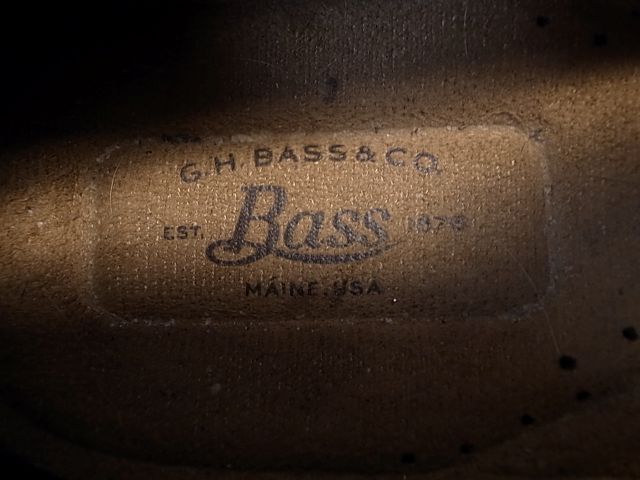 G.H. BASS & CO.
EST. Bass 1876
MAINE, USA